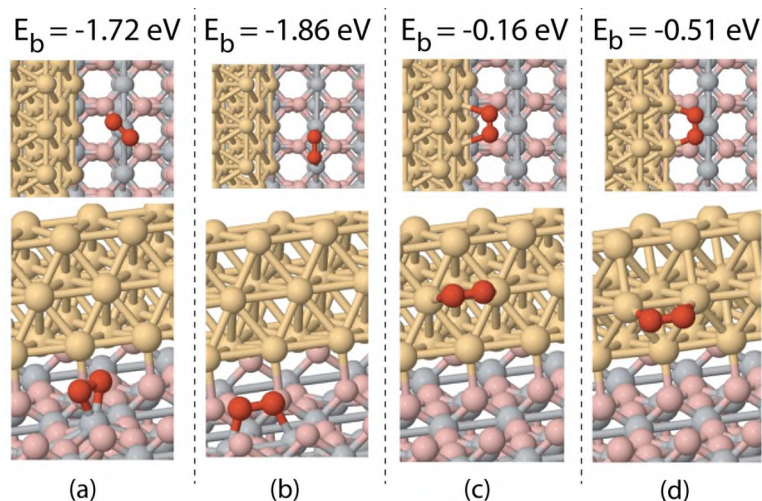 E_b = -1.72 eV
E_b = -1.86 eV
E_b = -0.16 eV
E_b = -0.51 eV
(a)
(b)
(c)
(d)